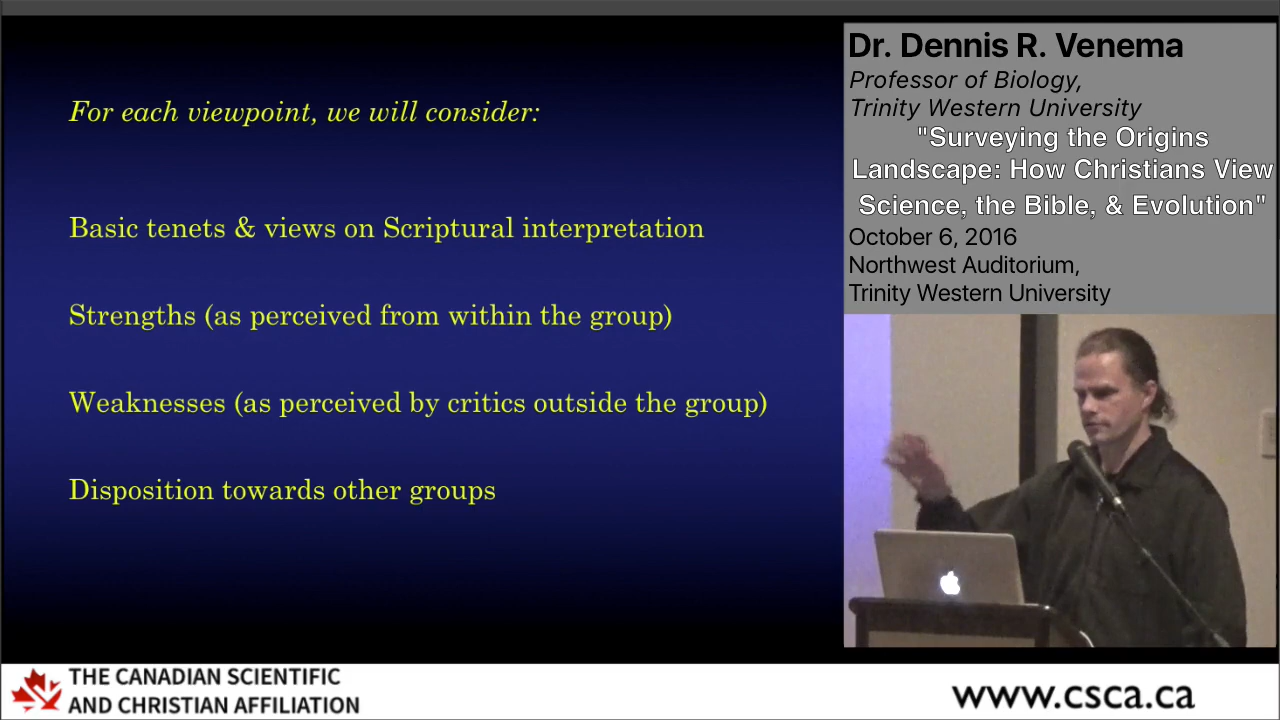 For each viewpoint, we will consider:
Basic tenets & views on Scriptural interpretation
Strengths (as perceived from within the group)
Weaknesses (as perceived by critics outside the group)
Disposition towards other groups
Dr. Dennis R. Venema
Professor of Biology,
Trinity Western University
"Surveying the Origins
Landscape: How Christians View
Science, the Bible, & Evolution"
October 6, 2016
Northwest Auditorium,
Trinity Western University
THE CANADIAN SCIENTIFIC
AND CHRISTIAN AFFILIATION
www.csca.ca